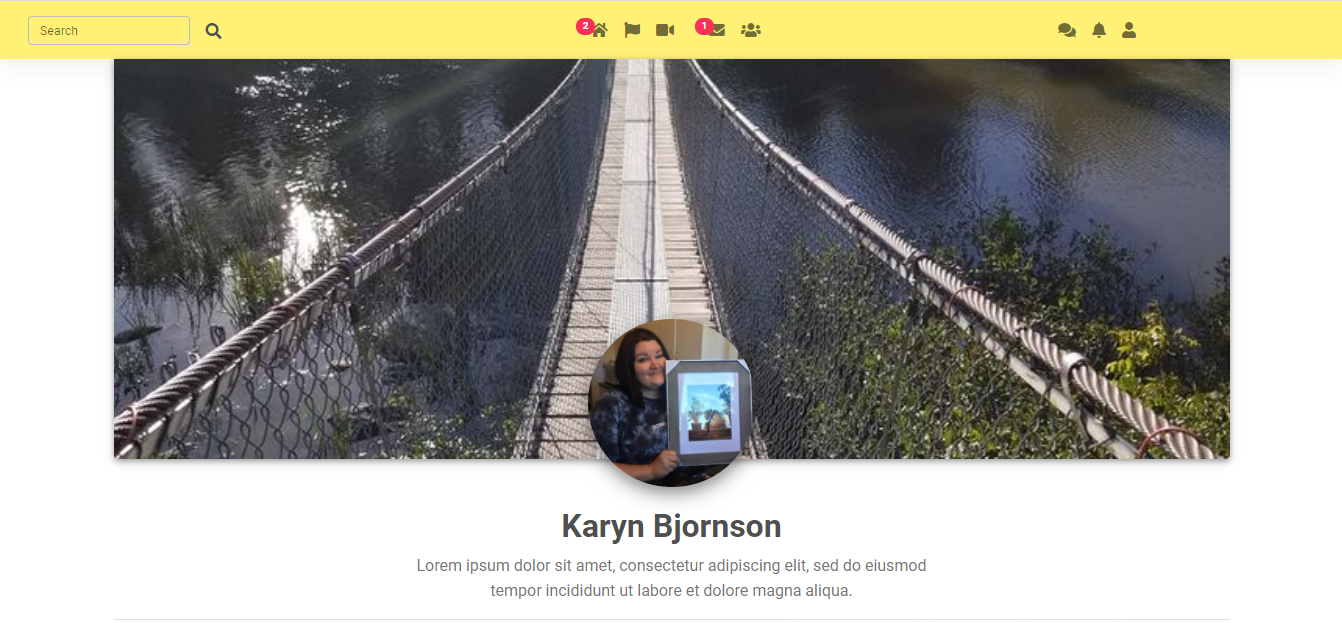 Search
2
1
Karyn Bjornson
Lorem ipsum dolor sit amet, consectetur adipiscing elit, sed do eiusmod
tempor incididunt ut labore et dolore magna aliqua.